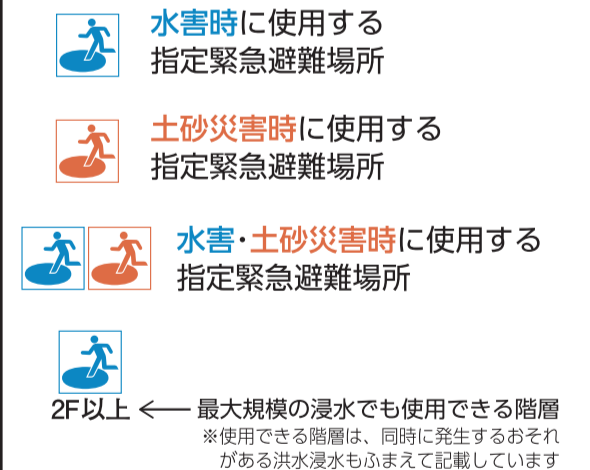 水害時に使用する
指定緊急避難場所
土砂災害時に使用する
指定緊急避難場所
水害・土砂災害時に使用する
指定緊急避難場所
2F以上 ← 最大規模の浸水でも使用できる階層
※使用できる階層は、同時に発生するおそれ
がある洪水浸水もふまえて記載しています